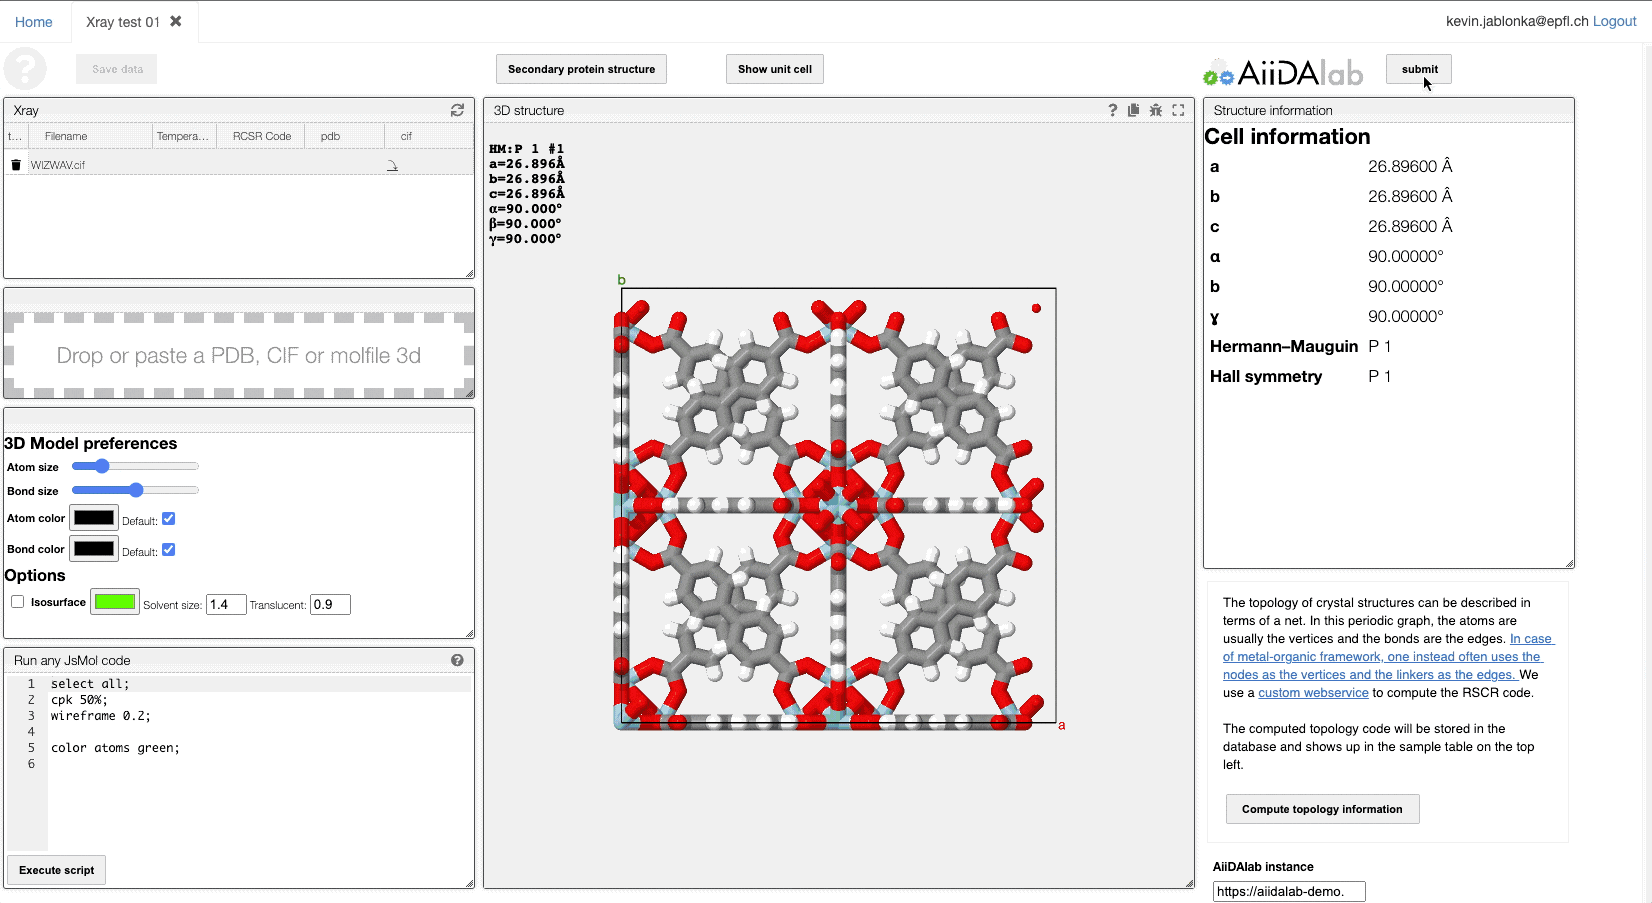 Home
Xray test 01 ✖
kevin.jablonka@epfl.ch Logout
?
Save data
Secondary protein structure
Show unit cell
AiiDAlab
submit
Xray
t... Filename Tempera... RCSR Code pdb cif
WIZWAV.cif
Drop or paste a PDB, CIF or molfile 3d
3D Model preferences
Atom size
Bond size
Atom color Default:
Bond color Default:
Options
Isosurface Solvent size: 1.4 Translucent: 0.9
Run any JsMol code
1 select all;
2 cpk 50%;
3 wireframe 0.2;
4
5 color atoms green;
6
Execute script
3D structure
HM:P 1 #1
a=26.896Å
b=26.896Å
c=26.896Å
α=90.000°
β=90.000°
γ=90.000°
b
a
Structure information
Cell information
a 26.89600 Â
b 26.89600 Â
c 26.89600 Â
α 90.00000°
b 90.00000°
ɣ 90.00000°
Hermann–Mauguin P 1
Hall symmetry P 1
The topology of crystal structures can be described in
terms of a net. In this periodic graph, the atoms are
usually the vertices and the bonds are the edges. In case
of metal-organic framework, one instead often uses the
nodes as the vertices and the linkers as the edges. We
use a custom webservice to compute the RSCR code.
The computed topology code will be stored in the
database and shows up in the sample table on the top
left.
Compute topology information
AiiDAlab instance
https://aiidalab-demo.